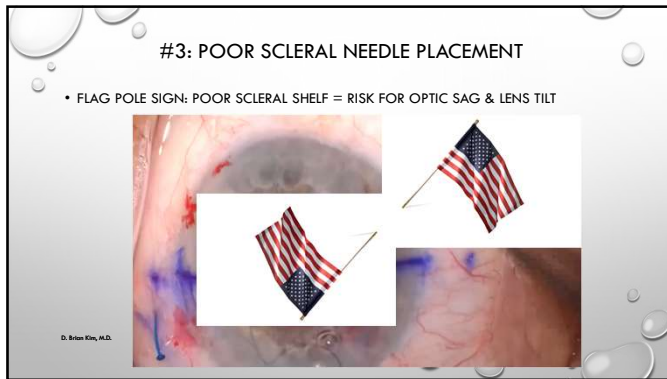 #3: POOR SCLERAL NEEDLE PLACEMENT
• FLAG POLE SIGN: POOR SCLERAL SHELF = RISK FOR OPTIC SAG & LENS TILT
D. Brian Kim, M.D.